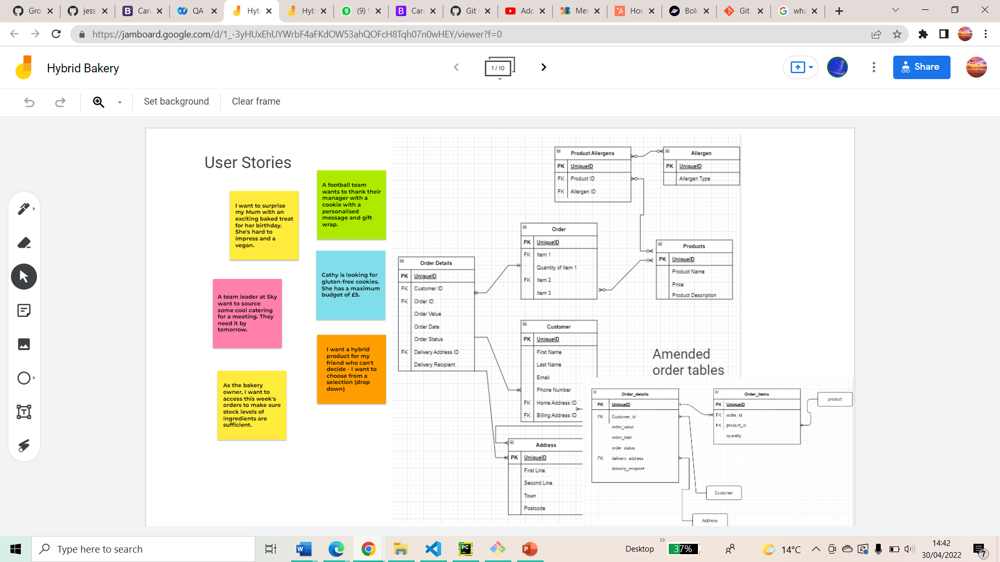 Gro
jess
Car
QA
Hyb
Hyb
(9)
Car
Git
Add
Mer
How
Bol
Git
wha
https://jamboard.google.com/d/1_-3yHUxEhUYWrbF4aFKdOW53ahQOFcH8Tqh07n0wHEY/viewer?f=0
Hybrid Bakery
1 / 10
Share
Set background
Clear frame
User Stories
I want to surprise
my Mum with an
exciting baked treat
for her birthday.
She's hard to
impress and a
vegan.
A football team
wants to thank their
manager with a
cookie with a
personalised
message and gift
wrap.
A team leader at Sky
want to source
some cool catering
for a meeting. They
need it by
tomorrow.
Cathy is looking for
gluten-free cookies.
She has a maximum
budget of £5.
As the bakery
owner, I want to
access this week's
orders to make sure
stock levels of
ingredients are
sufficient.
I want a hybrid
product for my
friend who can't
decide - I want to
choose from a
selection (drop
down)
Product Allergens
PK UniqueID
FK Product ID
FK Allergen ID
Allergen
PK UniqueID
Allergen Type
Order
PK UniqueID
FK Item 1
Quantity of Item 1
FK Item 2
Item 3
Products
PK UniqueID
Product Name
Price
Product Description
Order Details
PK UniqueID
FK Customer ID
FK Order ID
Order Value
Order Date
Order Status
FK Delivery Address ID
Delivery Recipient
Customer
PK UniqueID
First Name
Last Name
Email
Phone Number
FK Home Address ID
FK Billing Address ID
Address
PK UniqueID
First Line
Second Line
Town
Postcode
Amended
order tables
Order_details
PK UniqueID
FK Customer_id
order_value
order_date
order_status
FK delivery_address
delivery_recipient
Order_items
PK UniqueID
FK order_id
FK product_id
quantity
product
Customer
Address
Type here to search
Desktop
37%
14°C
14:42
30/04/2022
7